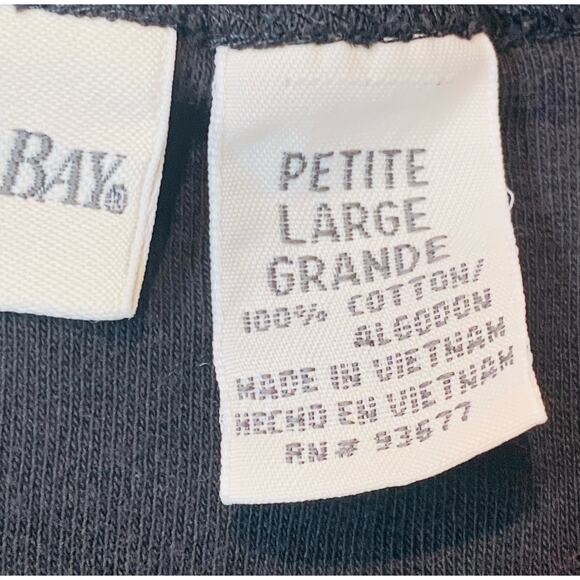 BAY®
PETITE
LARGE
GRANDE
100% COTTON/
ALGODON
MADE IN VIETNAM
HECHO EN VIETNAM
RN# 93677